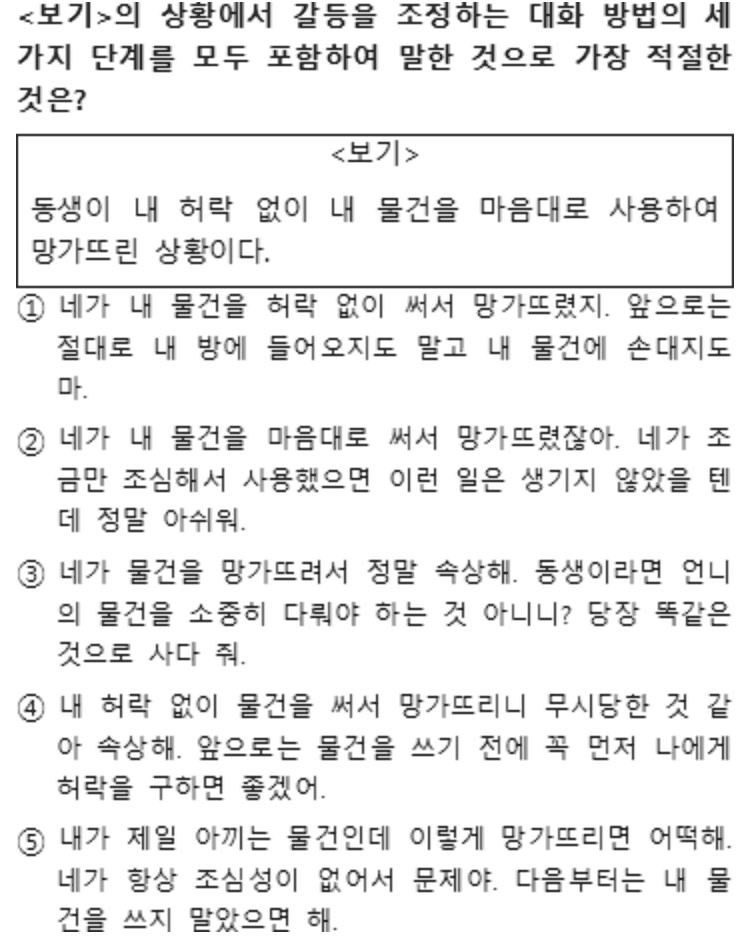 <보기>의 상황에서 갈등을 조정하는 대화 방법의 세
가지 단계를 모두 포함하여 말한 것으로 가장 적절한
것은?
<보기>
동생이 내 허락 없이 내 물건을 마음대로 사용하여
망가뜨린 상황이다.
① 네가 내 물건을 허락 없이 써서 망가뜨렸지. 앞으로는
절대로 내 방에 들어오지도 말고 내 물건에 손대지도
마.
② 네가 내 물건을 마음대로 써서 망가뜨렸잖아. 네가 조
금만 조심해서 사용했으면 이런 일은 생기지 않았을 텐
데 정말 아쉬워.
③ 네가 물건을 망가뜨려서 정말 속상해. 동생이라면 언니
의 물건을 소중히 다뤄야 하는 것 아니니? 당장 똑같은
것으로 사다 줘.
④ 내 허락 없이 물건을 써서 망가뜨리니 무시당한 것 같
아 속상해. 앞으로는 물건을 쓰기 전에 꼭 먼저 나에게
허락을 구하면 좋겠어.
⑤ 내가 제일 아끼는 물건인데 이렇게 망가뜨리면 어떡해.
네가 항상 조심성이 없어서 문제야. 다음부터는 내 물
건을 쓰지 말았으면 해.